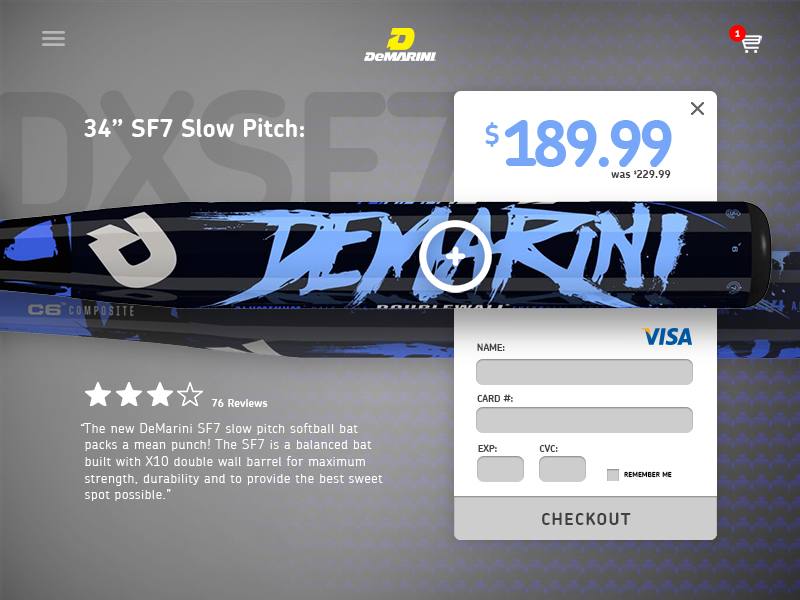 1
DeMARINI
DXSF7
34” SF7 Slow Pitch:
$189.99
was $229.99
DEMARINI
C6 COMPOSITE
DOUBLEWALL
VISA
NAME:
CARD #:
EXP: CVC:
REMEMBER ME
CHECKOUT
76 Reviews
“The new DeMarini SF7 slow pitch softball bat
packs a mean punch! The SF7 is a balanced bat
built with X10 double wall barrel for maximum
strength, durability and to provide the best sweet
spot possible.”